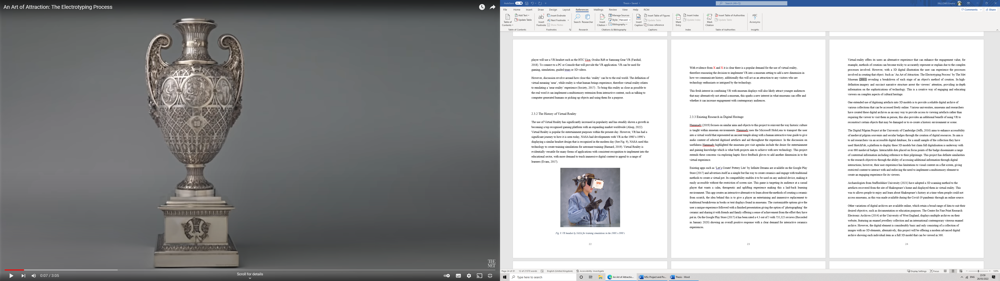 An Art of Attraction: The Electrotyping Process
THE
MET
0:07 / 3:05
Scroll for details
AutoSave On
Thesis • Saved
Search (Alt+Q)
FALLOWS Emma
File Home Insert Draw Design Layout References Mailings Review View Help RCM
Comments Share
Table of
Contents
Add Text
Update Table
Table of Contents
ab
Insert
Footnote
Insert Endnote
Next Footnote
Show Notes
Footnotes
Search Researcher
Research
Insert
Citation
Manage Sources
Style: Harvard
Bibliography
Citations & Bibliography
Insert
Caption
Insert Table of Figures
Update Table
Cross-reference
Captions
Mark
Entry
Insert Index
Update Index
Index
Mark
Citation
Insert Table of Authorities
Update Table
Table of Authorities
ABC
?
Acronyms
Insights
player will use a VR headset such as the HTC Vive, Oculus Rift or Samsung Gear VR (Farshid,
2018). To connect to a PC or Console that will provide the VR application. VR can be used for
gaming, simulations, guided tours or 3D videos.
However, discussion revolve around how close this ‘reality’ can be to the real world. The definition of
virtual meaning ‘near’, while reality is what human beings experience, therefore virtual reality relates
to emulating a ‘near-reality’ experience (Society, 2017) . To bring this reality as close as possible to
the real word it can implement a multisensory extension from interactive content, such as talking to
computer-generated humans or picking up objects and using them for a purpose.
2.3.2 The History of Virtual Reality
The use of Virtual Reality has significantly increased in popularity and has steadily shown a growth in
becoming a top recognised gaming platform with an expanding market worldwide (Alsop, 2022).
Virtual Reality is popular for entertainment purposes within the present-day. However, VR has had a
significant journey to how it is seen today, NASA had developments with VR in the 1980’s-1990’s
displaying a similar headset design that is recognised in the modern-day (See Fig. 9), NASA used this
technology to create training simulations for astronaut training (Barnard, 2019). Virtual Reality is
evidentially versatile for many forms of applications with consistent recognition to implement into the
educational sector, with more demand to teach immersive digital content to appeal to a range of
learners (Evans, 2017).
NASA
Fig. 9. VR headset by NASA for training simulations in the 1980’s-1990’s
22
With evidence from X and X it is clear there is a popular demand for the use of virtual reality,
therefore reassuring the decision to implement VR into a museum setting to add a new dimension in
how we communicate history, additionally this will act as an attraction to any visitors who are
technology enthusiasts or intrigued by the technology.
This fresh interest in combining VR with museum displays will also likely attract younger audiences
that may alternatively not attend a museum, this sparks a new interest in what museums can offer and
whether it can increase engagement with contemporary audiences.
2.3.3 Existing Research in Digital Heritage
Hammady (2019) focuses on similar aims and objects to this project to reinvent the way historic culture
is taught within museum environments. Hammady uses the Microsoft HoloLens to transport the user
into a virtual world that represented an ancient temple along with a human interactive tour guide to give
audio context of selected digitised artefacts and aid throughout the experience. In the discussion on
usefulness Hammady highlighted the museums pre-visit agendas include the desire for entertainment
and gaining knowledge which is what both projects aim to achieve with new technology. This project
extends these concerns via exploring haptic force feedback gloves to add another dimension in to the
virtual experience.
Existing apps such as ‘Let’s Create! Pottery Lite’ by Infinite Dreams are available on the Google Play
Store (2017) and advertises itself as a simple but fun way to create ceramics and engage with traditional
methods to create a virtual pot. Its compatibility enables it to be used on any android device, making it
easily accessible without the restriction of screen size. This game is targeting its audience at a casual
player that wants a calm, therapeutic and uplifting experience making this a laid-back learning
environment. This app creates an interactive alternative to learn about the methods of creating a ceramic
from scratch, the idea behind this is to give a player an entertaining and immersive replacement to
traditional breakdowns in books or text displays found in museums. The customizable options give the
user a unique experience followed with a finished presentation giving the option of ‘photographing’ the
ceramic and sharing it with friends and family offering a sense of achievement from the effort they have
put in. On the Google Play Store (2017) it has been rated a 4.3 out of 5 with 735,325 reviews (Recorded
in January 2020) showing an overall positive response with a clear demand for interactive ceramics
experiences.
23
Virtual reality offers its users an alternative experience that can enhance the engagement value, for
example, methods of creation can become tricky to accurately represent or explain due to the complex
processes involved. However, with a 3D digital illustration the user can experience the processes
involved in creating that object. Such as ‘An Art of Attraction: The Electrotyping Process’ by The Met
Museum (2011) revealing a breakdown of each stage of an object's method of creation. Its high-
definition imagery and succinct narrative structure arrest the viewers’ attention, providing in-depth
information on the sophistications of technology. This is a creative way of engaging and educating
viewers on complex aspects of cultural heritage.
One extended use of digitising artefacts into 3D models is to provide a reliable digital archive of
various collections that can be accessed freely online. Various universities, museums and researchers
have created these digital archives as an easy way to provide access to viewing artefacts rather than
requiring the viewer to visit them in person, this also provides an additional benefit of using VR to
reconstruct certain objects that may be damaged or to re-create a historic environment or scene.
The Digital Pilgrim Project at the University of Cambridge (Jeffs, 2016) aims to enhance accessibility
of medieval pilgrim souvenirs and secular badges through the creation of digital resources. Its aim is
to aid researchers via an accessible digital database, for a small sample of the collection they have
used SketchFab, a platform to display these 3D models but claim full digitalisation is underway with
over 680 medieval badges. Interactable dots placed on focus points of the badge disseminate a range
of contextual information including reference to their pilgrimage. This project has definite similarities
to the research objectives through the ability of accessing additional information through digital
interactions; however, their user experience has limitations to visual context on a flat screen, giving
restricted content to interact with and enforcing the need to implement a multisensory element to
create an engaging experience for its viewers.
Archaeologists from Staffordshire University (2021) have adopted a 3D scanning method to the
artefacts recovered from the site of Shakespeare’s home and displayed them in virtual reality. This
was to allows people to enjoy and learn about Shakespeare’s history at a time when people could not
access museums, as this was made available during the Covid-19 pandemic through an online source.
Other variations of digital archives are available online, which retain a broad range of data to suit their
desired objective, such as documentation or education purposes. The Centre for Fine Print Research
Electronic Archives (2014) at the University of West England, displays multiple archives on their
website, featuring an enamel jewellery collection and an international contemporary vitreous enamel
archive. However, the digital element is considerably basic and only consisting of a collection of
images with no 3D elements, alternatively, this project will be offering a modern advanced digital
archive showing each individual item as a full 3D model that can be viewed in 360.
24
Page 24 of 81 12 of 21570 words English (United Kingdom) Accessibility: Investigate
Display Settings Focus 100%
Type here to search
An Art of Attractio... MSc Project and Po... Thesis - Word
ENG
23:59
26/05/2022